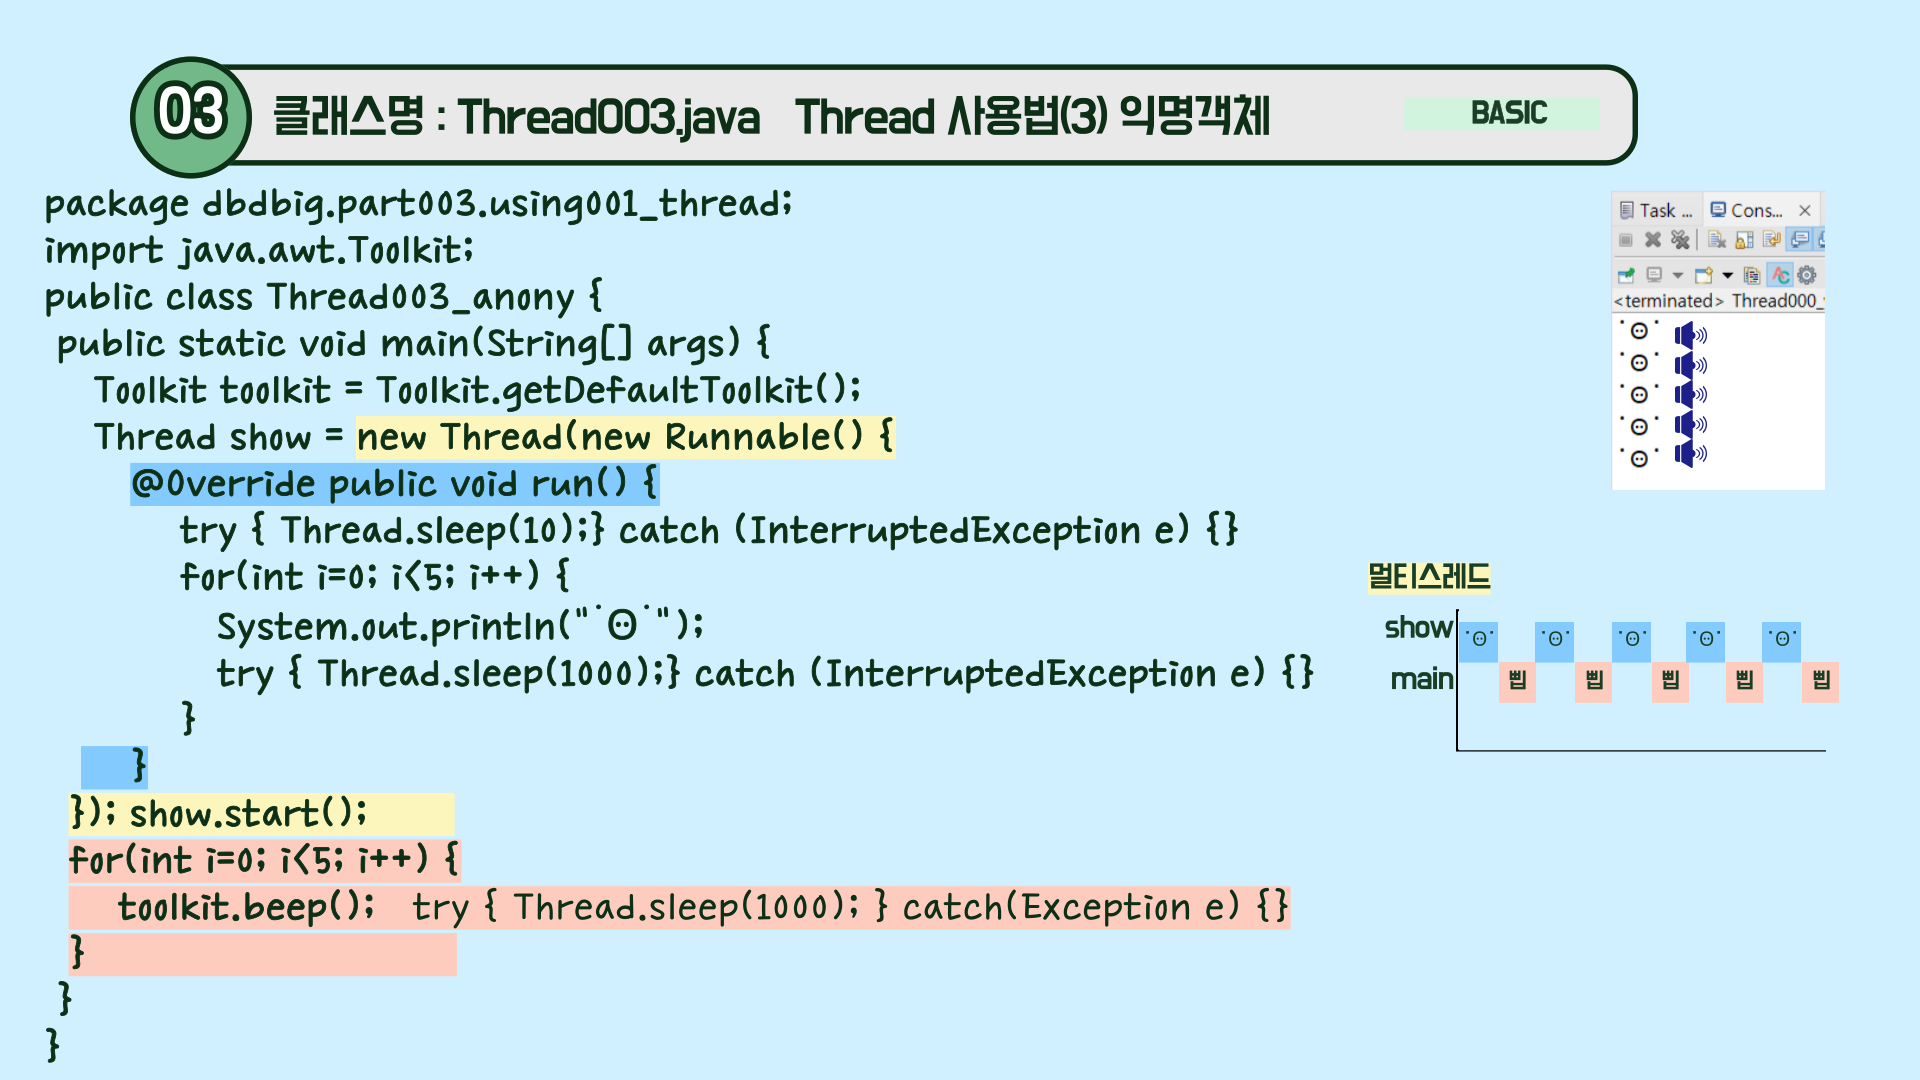 03
클래스명 : Thread003.java Thread 사용법(3) 익명객체
BASIC
package dbdbig.part003.using001_thread;
import java.awt.Toolkit;
public class Thread003_anony {
public static void main(String[] args) {
Toolkit toolkit = Toolkit.getDefaultToolkit();
Thread show = new Thread(new Runnable() {
@Override public void run() {
try { Thread.sleep(10);} catch (InterruptedException e) {}
for(int i=0; i<5; i++) {
System.out.println("˙ꈊ˙");
try { Thread.sleep(1000);} catch (InterruptedException e) {}
}
}
}); show.start();
for(int i=0; i<5; i++) {
toolkit.beep(); try { Thread.sleep(1000); } catch(Exception e) {}
}
}
}
Task ... Cons...
<terminated> Thread000_
˙ꈊ˙
˙ꈊ˙
˙ꈊ˙
˙ꈊ˙
˙ꈊ˙
멀티스레드
show ˙ꈊ˙ ˙ꈊ˙ ˙ꈊ˙ ˙ꈊ˙ ˙ꈊ˙
main 삡 삡 삡 삡 삡